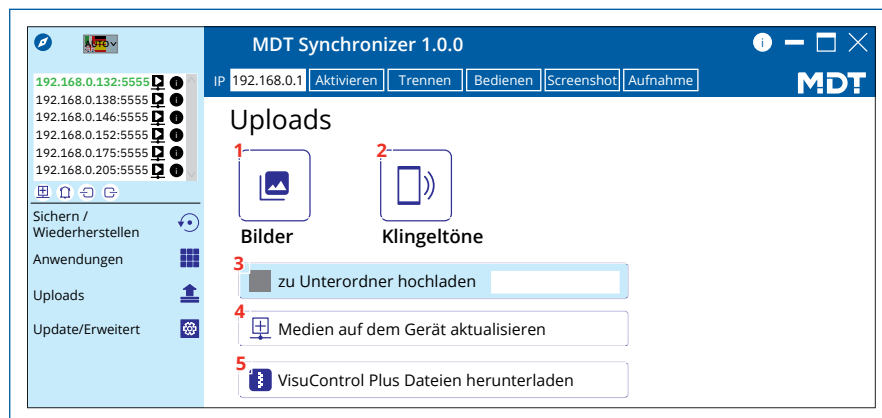 AUTO
MDT Synchronizer 1.0.0
i
192.168.0.132:5555 i
192.168.0.138:5555 i
192.168.0.146:5555 i
192.168.0.152:5555 i
192.168.0.175:5555 i
192.168.0.205:5555 i
IP 192.168.0.1 Aktivieren Trennen Bedienen Screenshot Aufnahme
MDT
Sichern /
Wiederherstellen
Anwendungen
Uploads
Update/Erweitert
Uploads
1 2
Bilder Klingeltöne
3
zu Unterordner hochladen
4
Medien auf dem Gerät aktualisieren
5
VisuControl Plus Dateien herunterladen